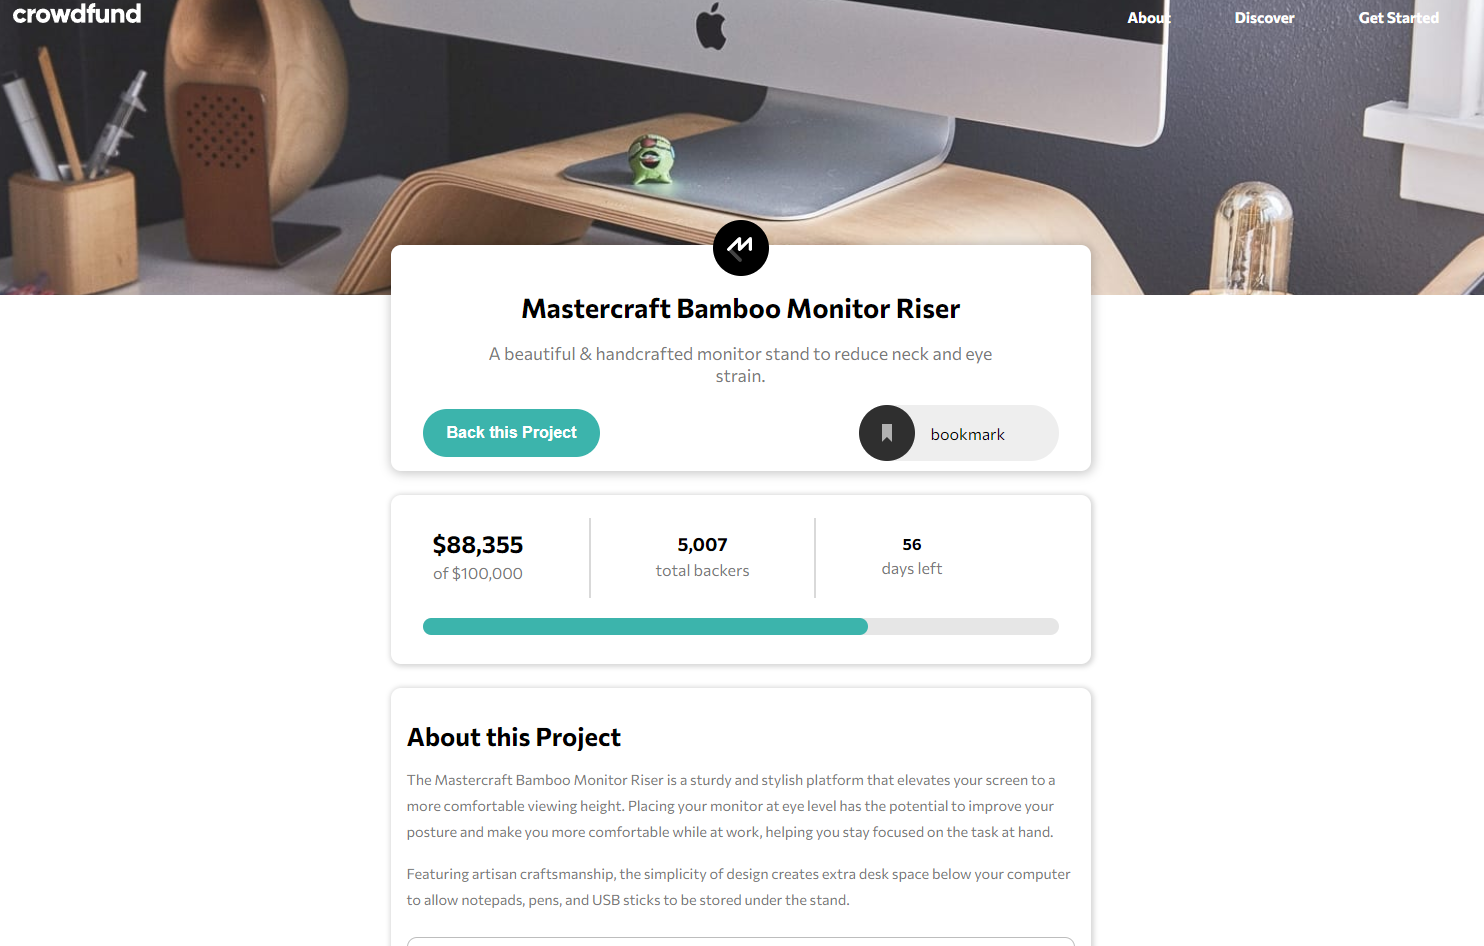 crowdfund
About Discover Get Started
Mastercraft Bamboo Monitor Riser
A beautiful & handcrafted monitor stand to reduce neck and eye
strain.
Back this Project
bookmark
$88,355
of $100,000
5,007
total backers
56
days left
About this Project
The Mastercraft Bamboo Monitor Riser is a sturdy and stylish platform that elevates your screen to a
more comfortable viewing height. Placing your monitor at eye level has the potential to improve your
posture and make you more comfortable while at work, helping you stay focused on the task at hand.
Featuring artisan craftsmanship, the simplicity of design creates extra desk space below your computer
to allow notepads, pens, and USB sticks to be stored under the stand.